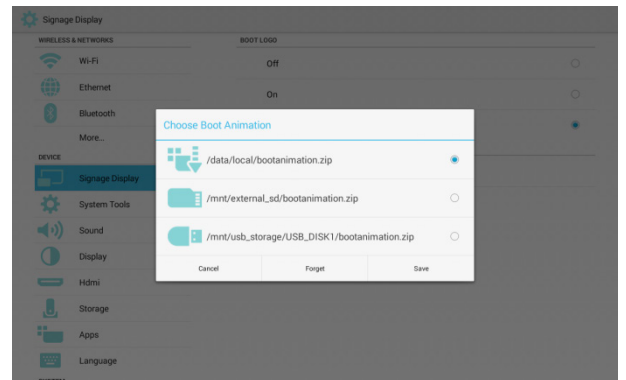 Signage Display
WIRELESS & NETWORKS
BOOT LOGO
Wi-Fi
Off
Ethernet
On
Bluetooth
More...
DEVICE
Signage Display
System Tools
Sound
Display
Hdmi
Storage
Apps
Language
Choose Boot Animation
/data/local/bootanimation.zip
/mnt/external_sd/bootanimation.zip
/mnt/usb_storage/USB_DISK1/bootanimation.zip
Cancel Forget Save